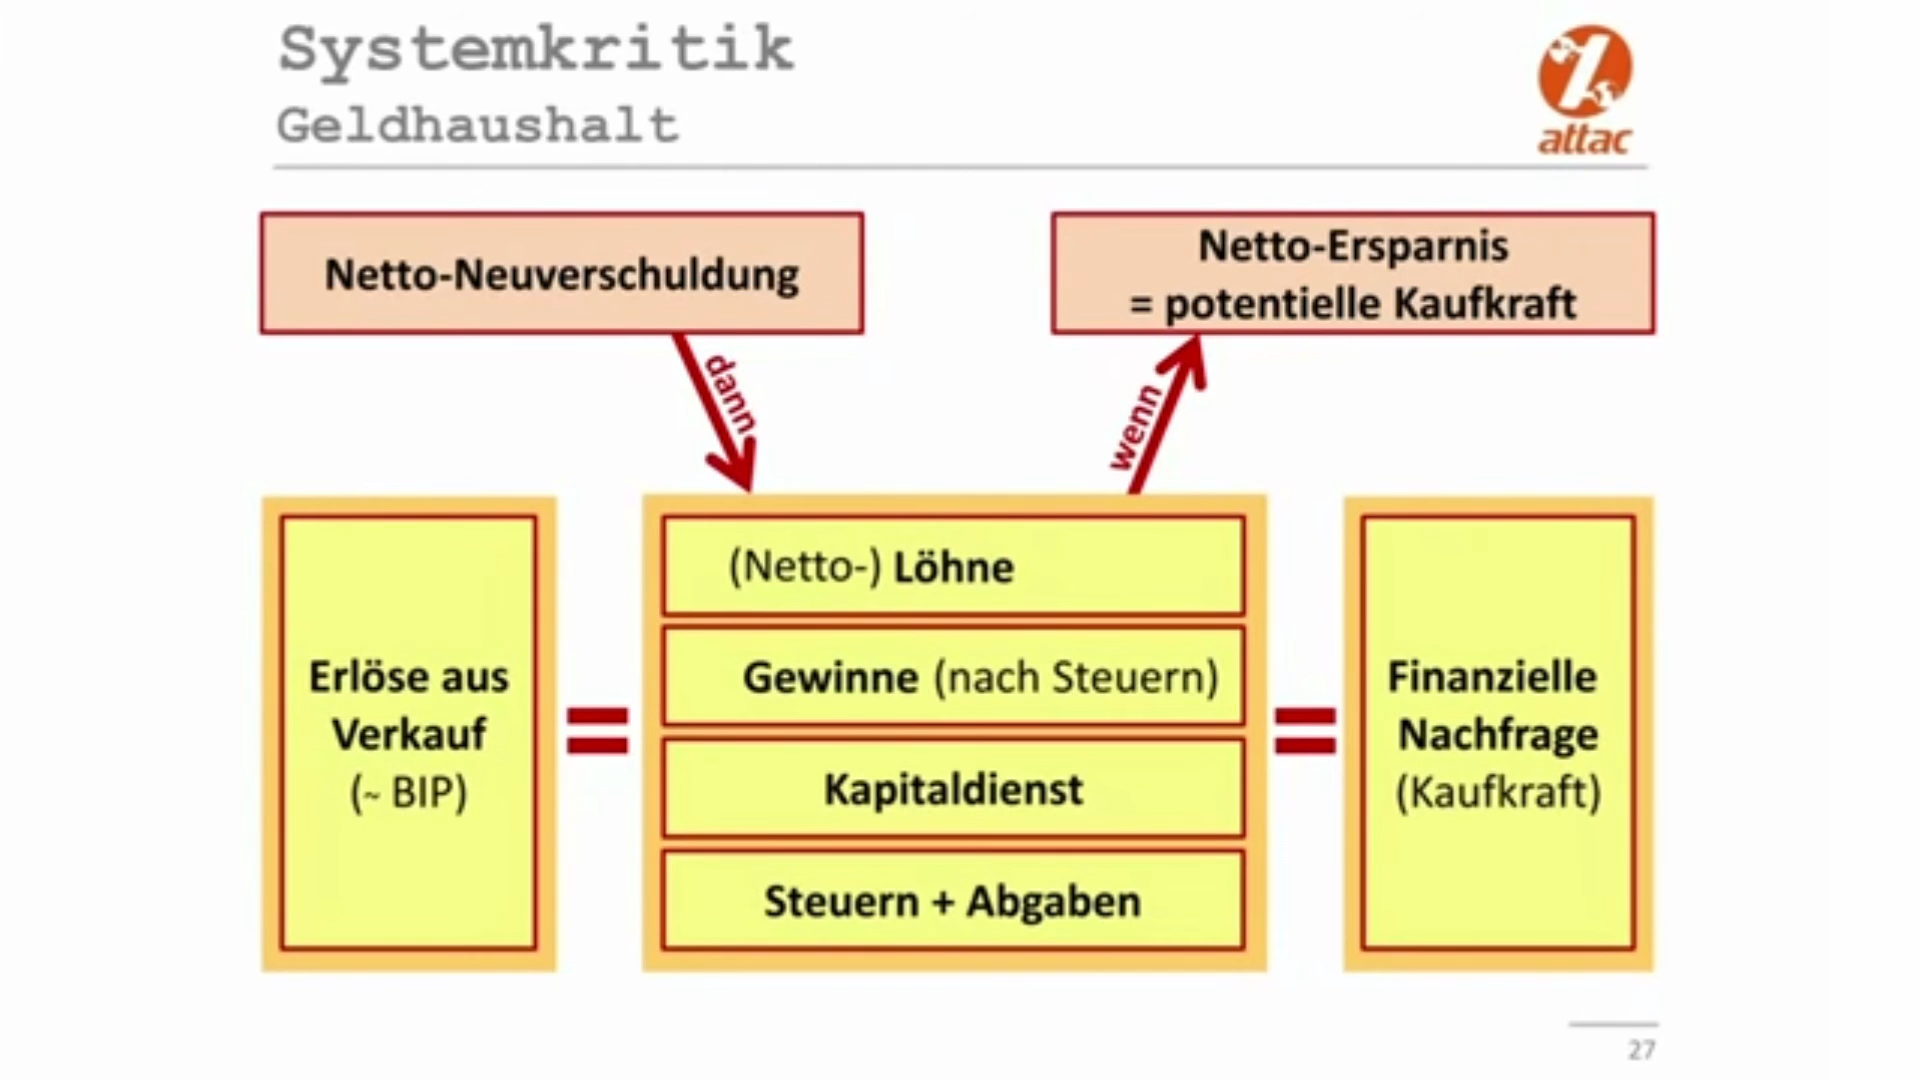 Systemkritik
Geldhaushalt
attac
Netto-Neuverschuldung
Netto-Ersparnis
= potentielle Kaufkraft
dann
wenn
Erlöse aus
Verkauf
(~ BIP)
=
(Netto-) Löhne
Gewinne (nach Steuern)
Kapitaldienst
Steuern + Abgaben
=
Finanzielle
Nachfrage
(Kaufkraft)
27